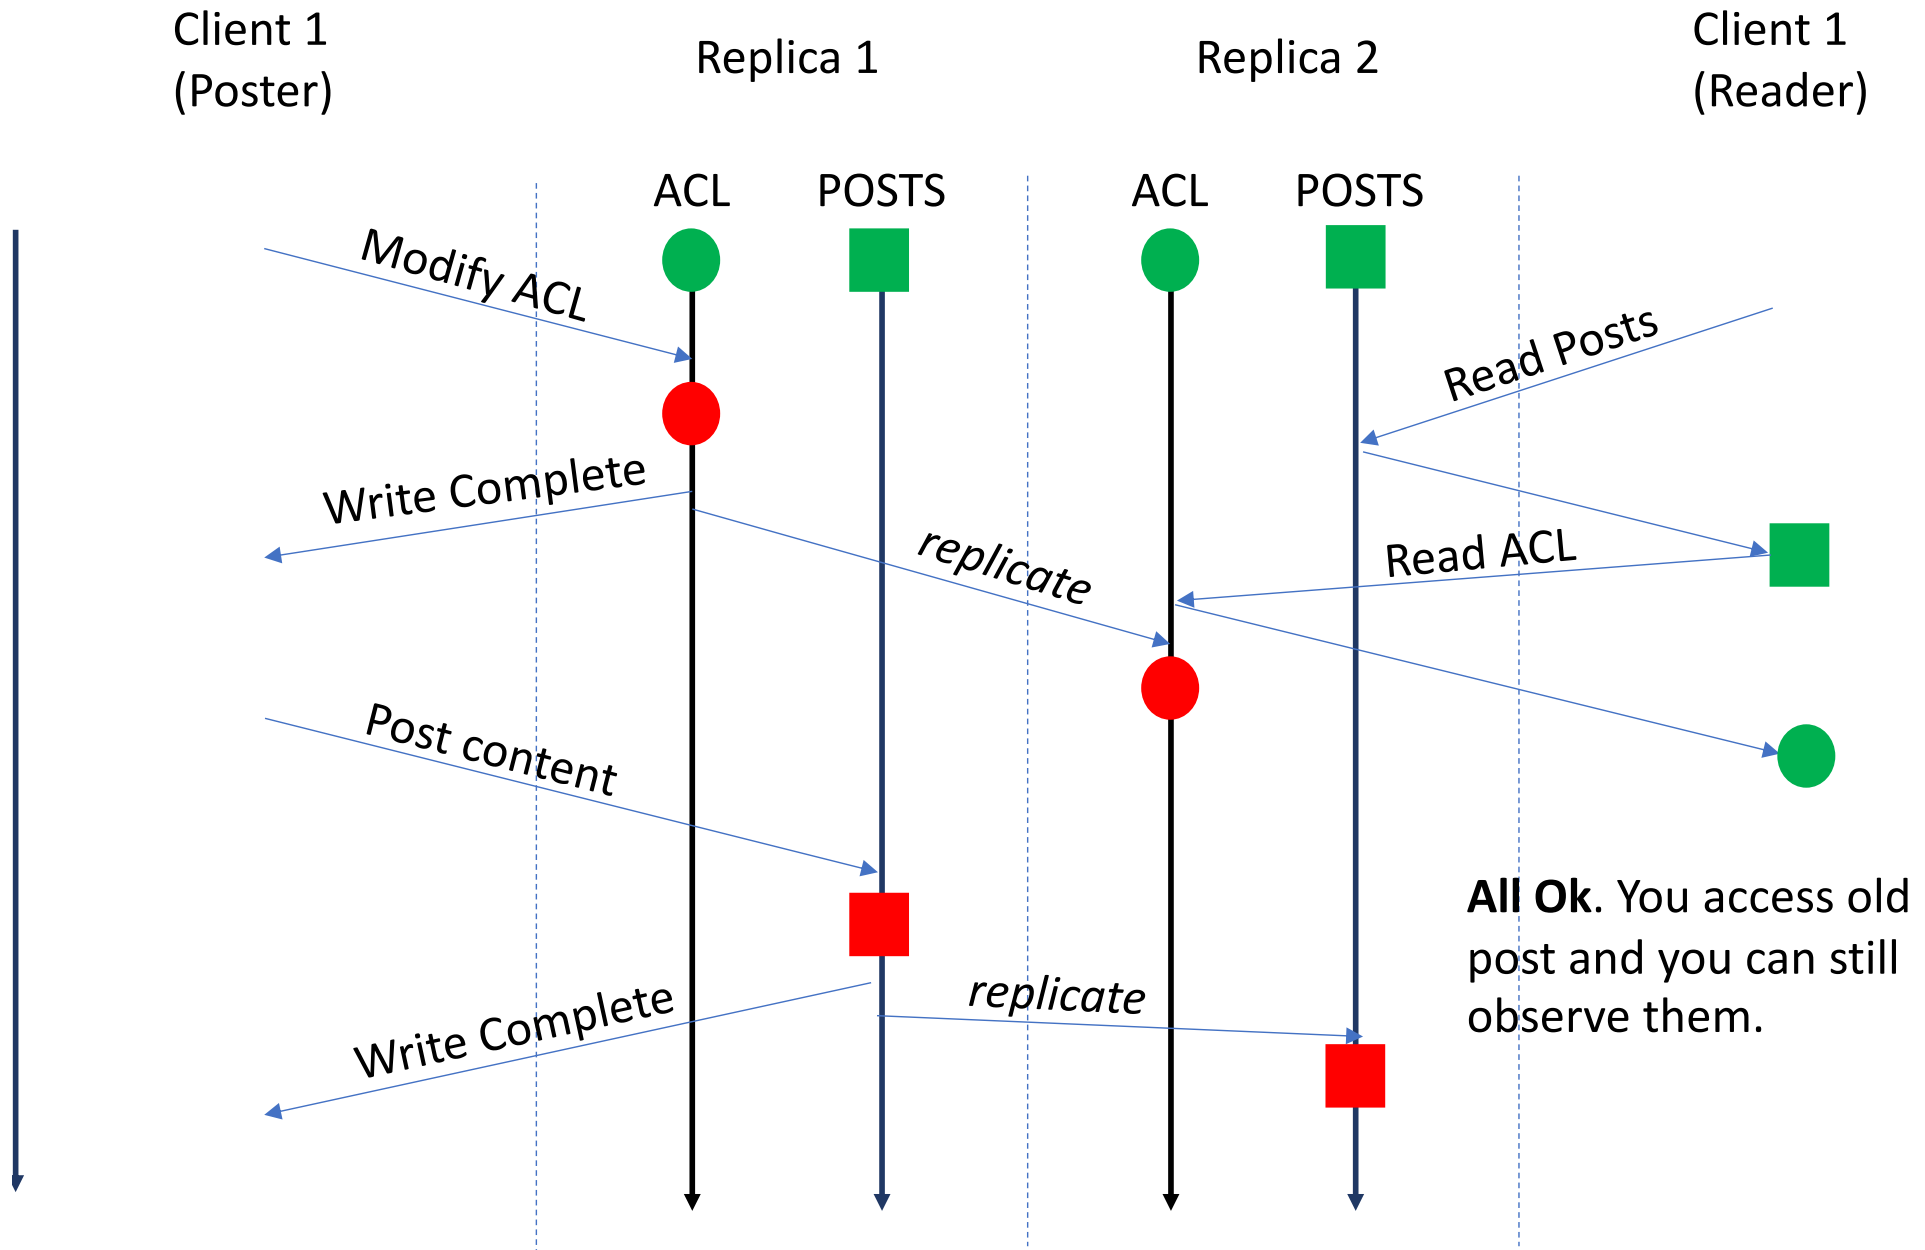 Client 1
(Poster)
Replica 1
Replica 2
Client 1
(Reader)
ACL
POSTS
ACL
POSTS
Modify ACL
Read Posts
Write Complete
replicate
Read ACL
Post content
All Ok. You access old
post and you can still
observe them.
replicate
Write Complete